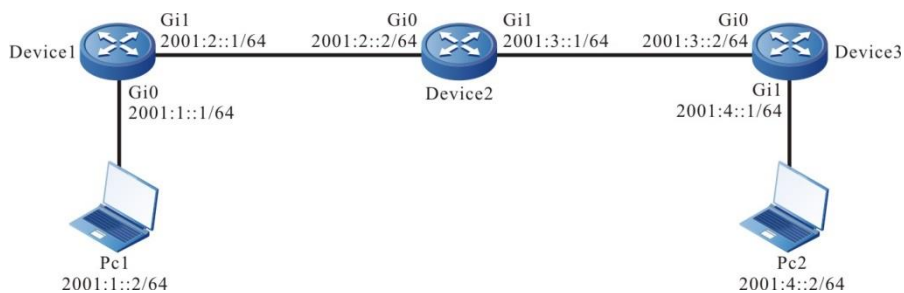 Gi1
Gi0
Gi1
Gi0
Device1
2001:2::1/64
2001:2::2/64
2001:3::1/64
2001:3::2/64
Device3
Gi0
Device2
Gi1
2001:1::1/64
2001:4::1/64
Pc1
Pc2
2001:1::2/64
2001:4::2/64